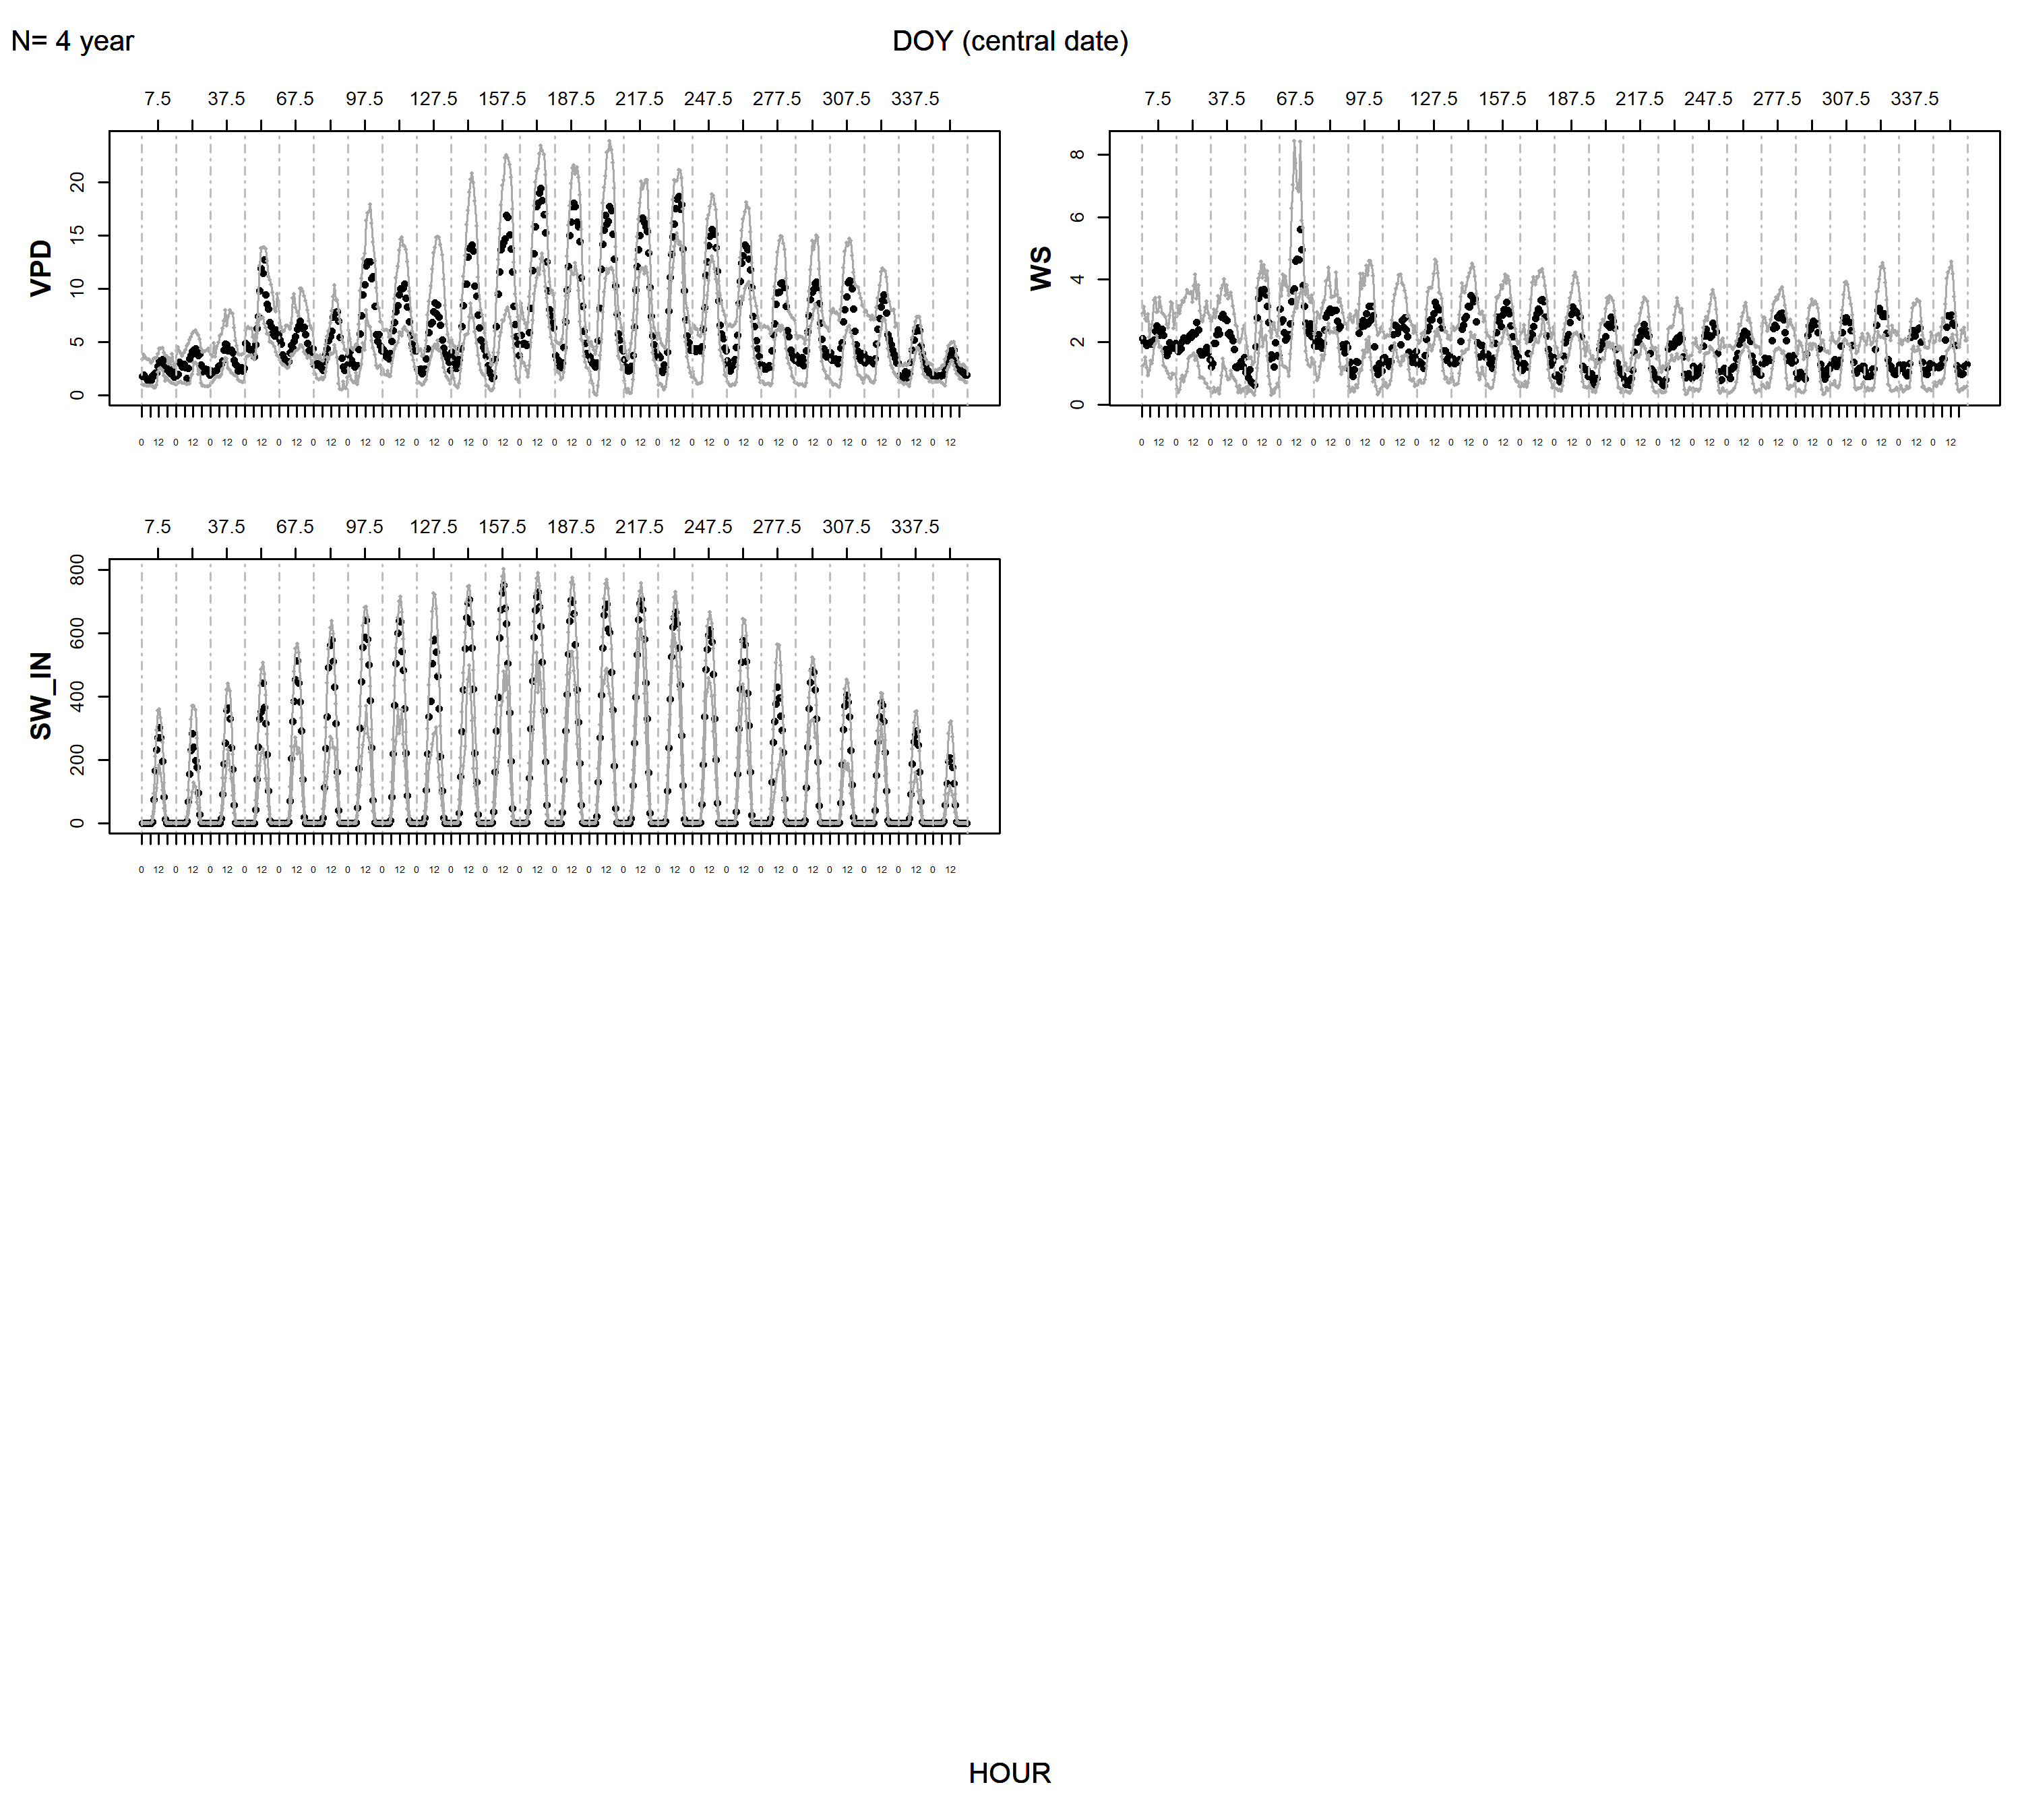 N= 4 year
DOY (central date)
7.5 37.5 67.5 97.5 127.5 157.5 187.5 217.5 247.5 277.5 307.5 337.5
VPD
20
15
10
5
0
0 12 0 12 0 12 0 12 0 12 0 12 0 12 0 12 0 12 0 12 0 12 0 12 0 12 0 12 0 12 0 12 0 12 0 12 0 12 0 12 0 12 0 12 0 12 0 12
7.5 37.5 67.5 97.5 127.5 157.5 187.5 217.5 247.5 277.5 307.5 337.5
WS
8
6
4
2
0
0 12 0 12 0 12 0 12 0 12 0 12 0 12 0 12 0 12 0 12 0 12 0 12 0 12 0 12 0 12 0 12 0 12 0 12 0 12 0 12 0 12 0 12 0 12 0 12
7.5 37.5 67.5 97.5 127.5 157.5 187.5 217.5 247.5 277.5 307.5 337.5
SW_IN
800
600
400
200
0
0 12 0 12 0 12 0 12 0 12 0 12 0 12 0 12 0 12 0 12 0 12 0 12 0 12 0 12 0 12 0 12 0 12 0 12 0 12 0 12 0 12 0 12 0 12 0 12
HOUR